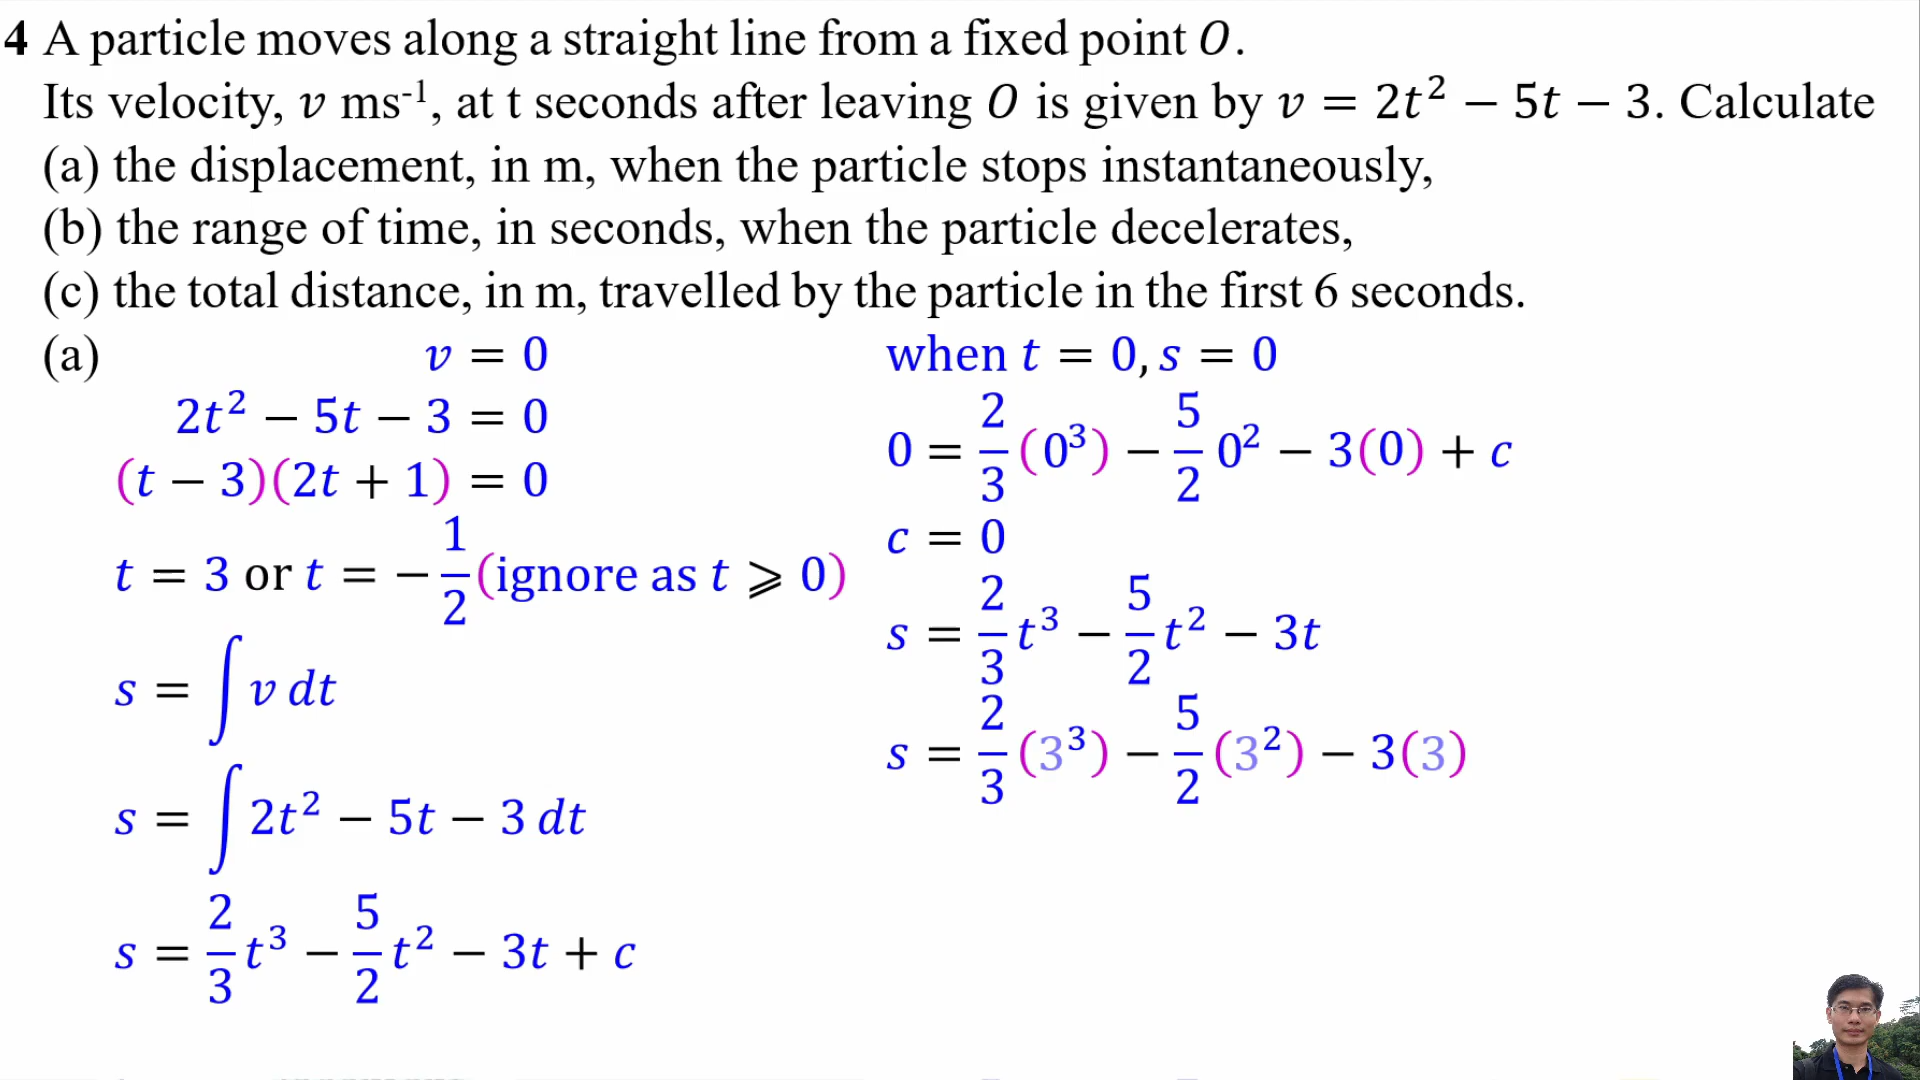 4 A particle moves along a straight line from a fixed point O.
Its velocity, v ms⁻¹, at t seconds after leaving O is given by v = 2t² − 5t − 3. Calculate
(a) the displacement, in m, when the particle stops instantaneously,
(b) the range of time, in seconds, when the particle decelerates,
(c) the total distance, in m, travelled by the particle in the first 6 seconds.
(a) v = 0
2t² − 5t − 3 = 0
(t − 3)(2t + 1) = 0
t = 3 or t = −1/2 (ignore as t ⩾ 0)
s = ∫ v dt
s = ∫ 2t² − 5t − 3 dt
s = 2/3 t³ − 5/2 t² − 3t + c
when t = 0, s = 0
0 = 2/3 (0³) − 5/2 0² − 3(0) + c
c = 0
s = 2/3 t³ − 5/2 t² − 3t
s = 2/3 (3³) − 5/2 (3²) − 3(3)